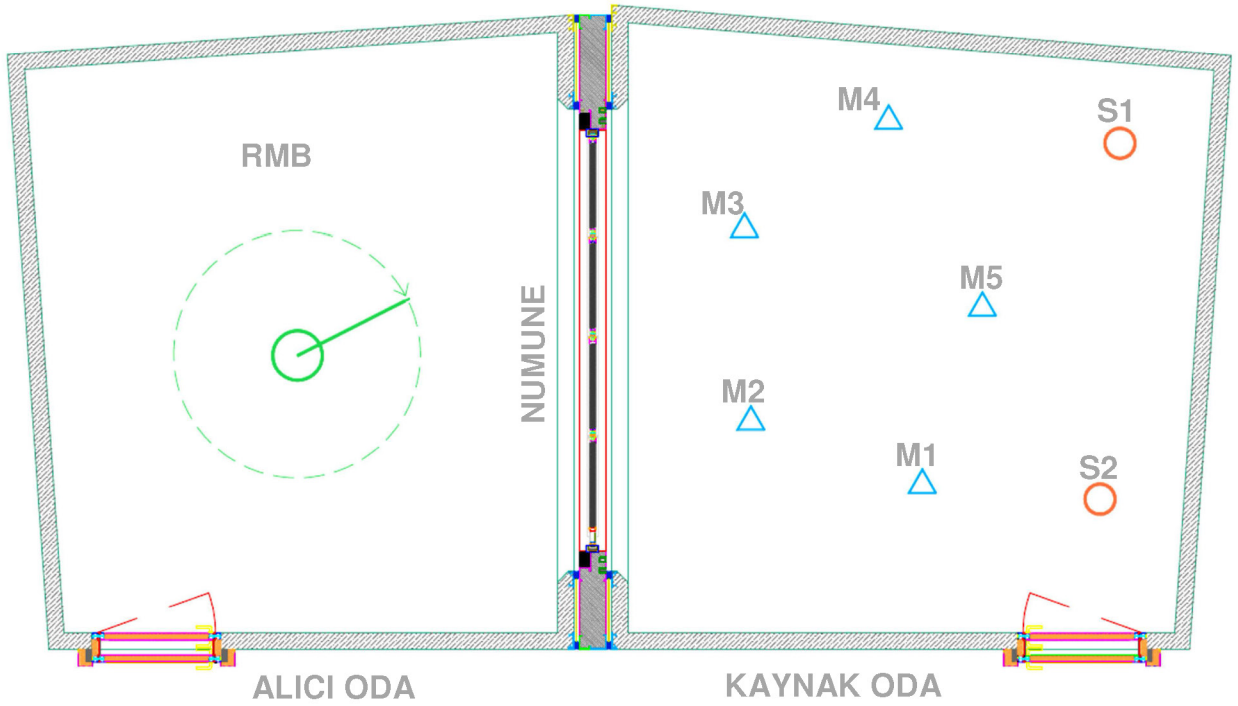 M4
S1
RMB
M3
M5
NUMUNE
M2
M1
S2
ALICI ODA
KAYNAK ODA